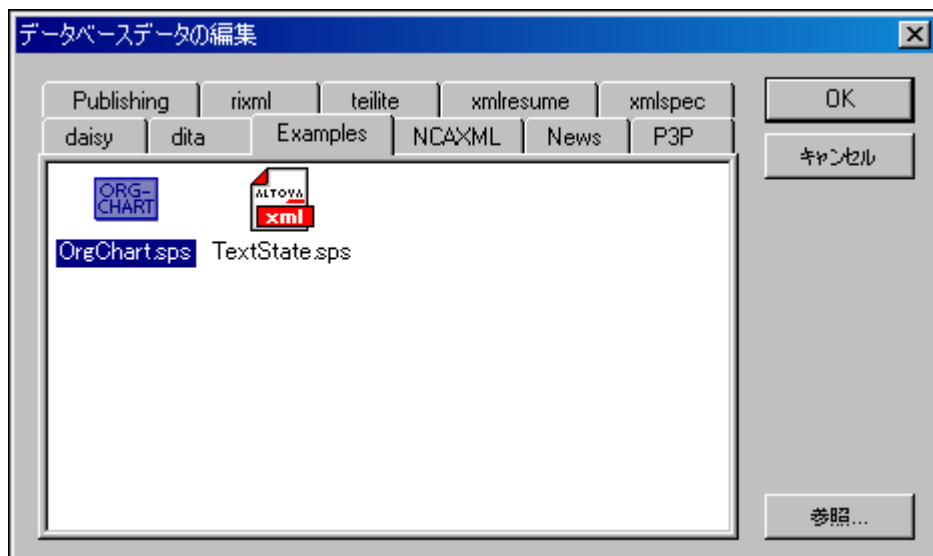 データベースデータの編集
Publishing rixml teilite xmlresume xmlspec
daisy dita Examples NCAXML News P3P
OK
キャンセル
ORG-
CHART
ALTOVA
xml
OrgChart.sps TextState.sps
参照...